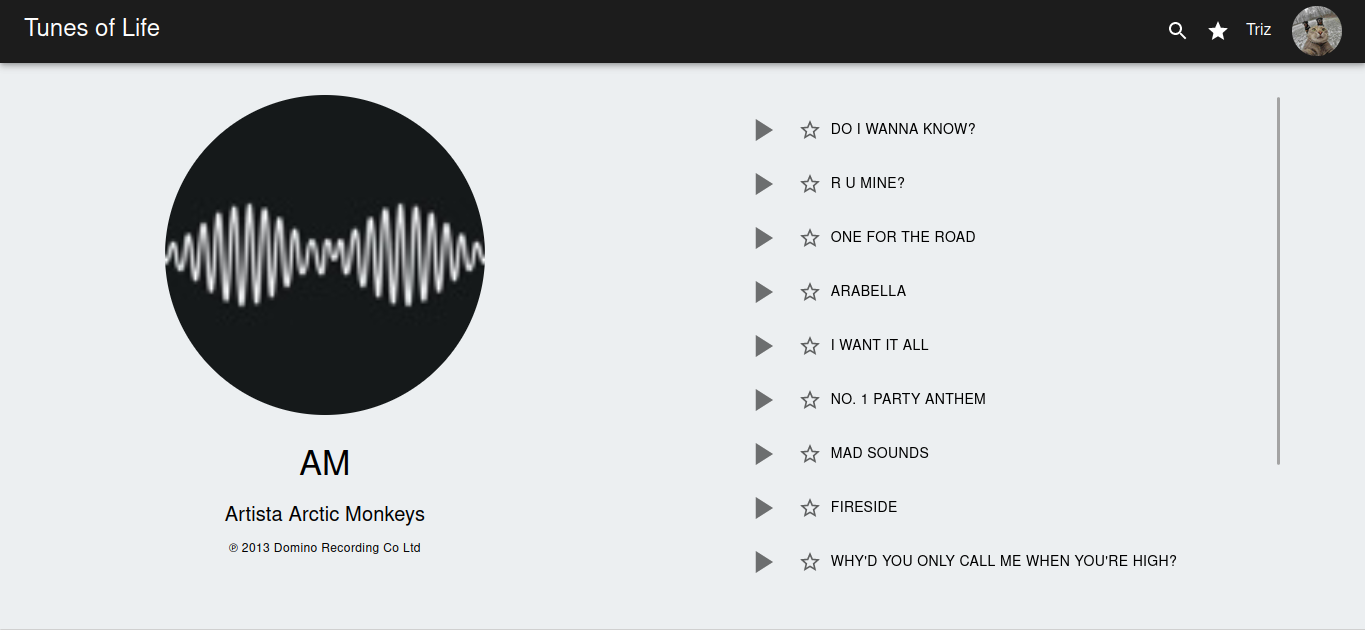 Tunes of Life
Triz
AM
Artista Arctic Monkeys
℗ 2013 Domino Recording Co Ltd
DO I WANNA KNOW?
R U MINE?
ONE FOR THE ROAD
ARABELLA
I WANT IT ALL
NO. 1 PARTY ANTHEM
MAD SOUNDS
FIRESIDE
WHY'D YOU ONLY CALL ME WHEN YOU'RE HIGH?